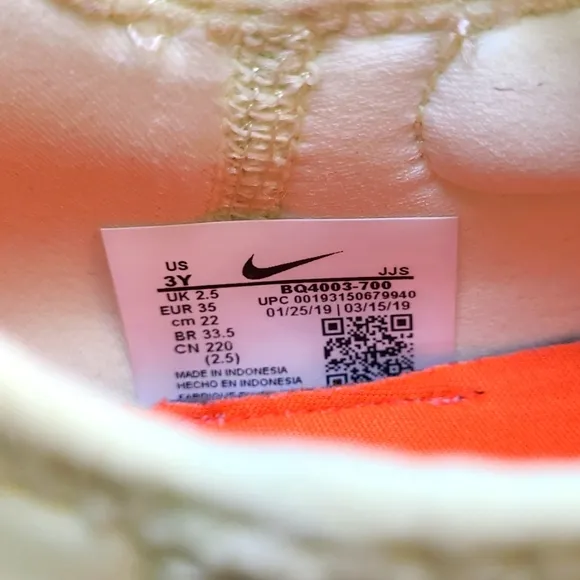 US JJS
3Y BQ4003-700
UK 2.5 UPC 00193150679940
EUR 35 01/25/19 | 03/15/19
cm 22
BR 33.5
CN 220
(2.5)
MADE IN INDONESIA
HECHO EN INDONESIA